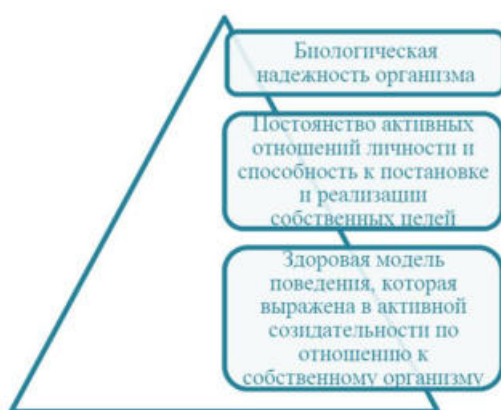 Биологическая
надежность организма
Постоянство активных
отношений личности и
способность к постановке
и реализации
собственных целей
Здоровая модель
поведения, которая
выражена в активной
созидательности по
отношению к
собственному организму